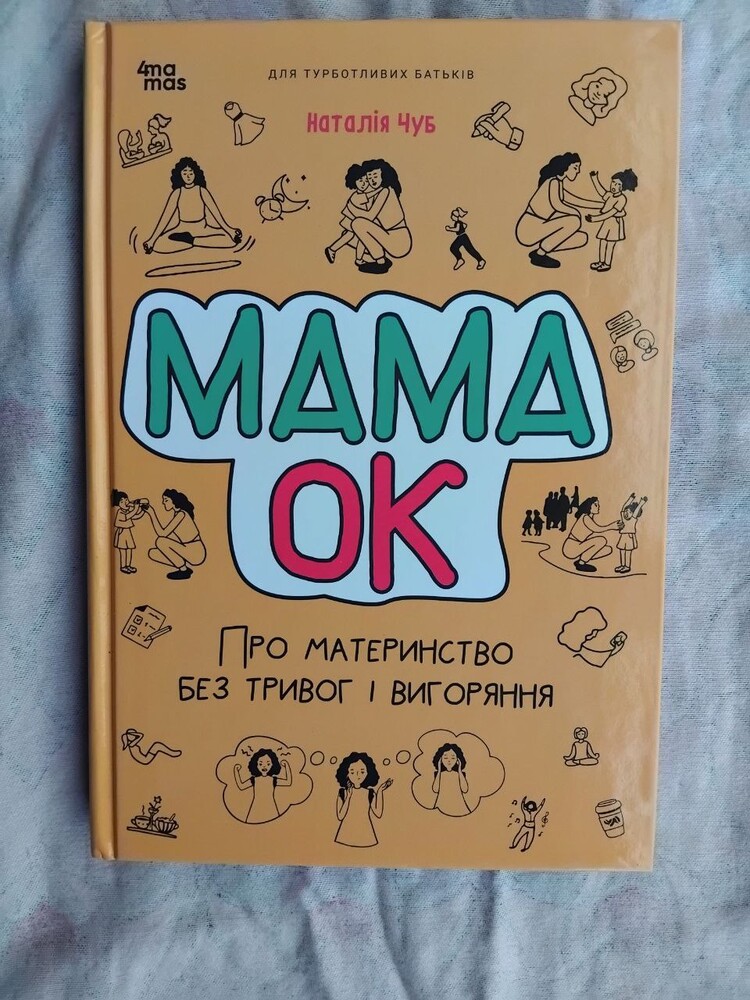 4ma
mas
ДЛЯ ТУРБОТЛИВИХ БАТЬКІВ
Наталія Чуб
МАМА
ОК
Про материнство
без тривог і вигоряння